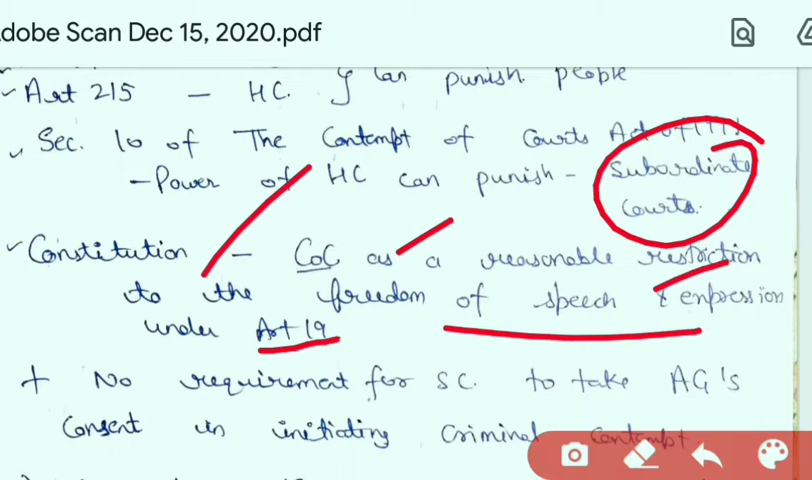 dobe Scan Dec 15, 2020.pdf
Art 215 - HC. can punish people
Sec. 10 of The Contempt of Courts Act of
- Power of HC can punish - Subordinate
Courts.
Constitution - CoC as a reasonable restriction
to the freedom of speech & expression
under Art 19
+ No requirement for SC. to take AG's
Consent in initiating Criminal Contempt